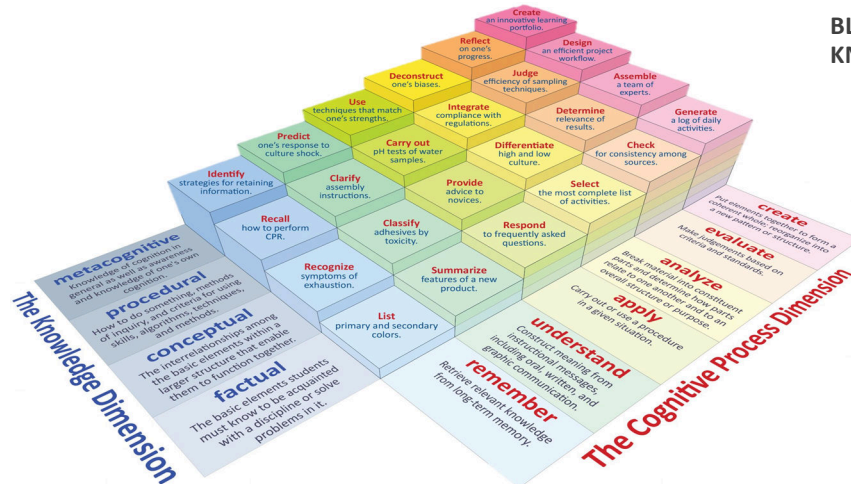 BL
KN
Create
an innovative learning
portfolio.
Reflect
on one's
progress.
Design
an efficient project
workflow.
Deconstruct
one's biases.
Judge
efficiency of sampling
techniques.
Assemble
a team of
experts.
Use
techniques that match
one's strengths.
Integrate
compliance with
regulations.
Determine
relevance of
results.
Generate
a log of daily
activities.
Predict
one's response to
culture shock.
Carry out
pH tests of water
samples.
Differentiate
high and low
culture.
Check
for consistency among
sources.
Identify
strategies for retaining
information.
Clarify
assembly
instructions.
Provide
advice to
novices.
Select
the most complete list
of activities.
Recall
how to perform
CPR.
Classify
adhesives by
toxicity.
Respond
to frequently asked
questions.
Recognize
symptoms of
exhaustion.
Summarize
features of a new
product.
List
primary and secondary
colors.
The Knowledge Dimension
metacognitive
Knowledge of cognition in
general as well as awareness
and knowledge of one's own
cognition.
procedural
How to do something, methods
of inquiry, and criteria for using
skills, algorithms, techniques,
and methods.
conceptual
The interrelationships among
the basic elements within a
larger structure that enable
them to function together.
factual
The basic elements students
must know to be acquainted
with a discipline or solve
problems in it.
The Cognitive Process Dimension
create
Put elements together to form a
coherent whole; reorganize into
a new pattern or structure.
evaluate
Make judgements based on
criteria and standards.
analyze
Break material into constituent
parts and determine how parts
relate to one another and to an
overall structure or purpose.
apply
Carry out or use a procedure
in a given situation.
understand
Construct meaning from
instructional messages,
including oral, written, and
graphic communication.
remember
Retrieve relevant knowledge
from long-term memory.